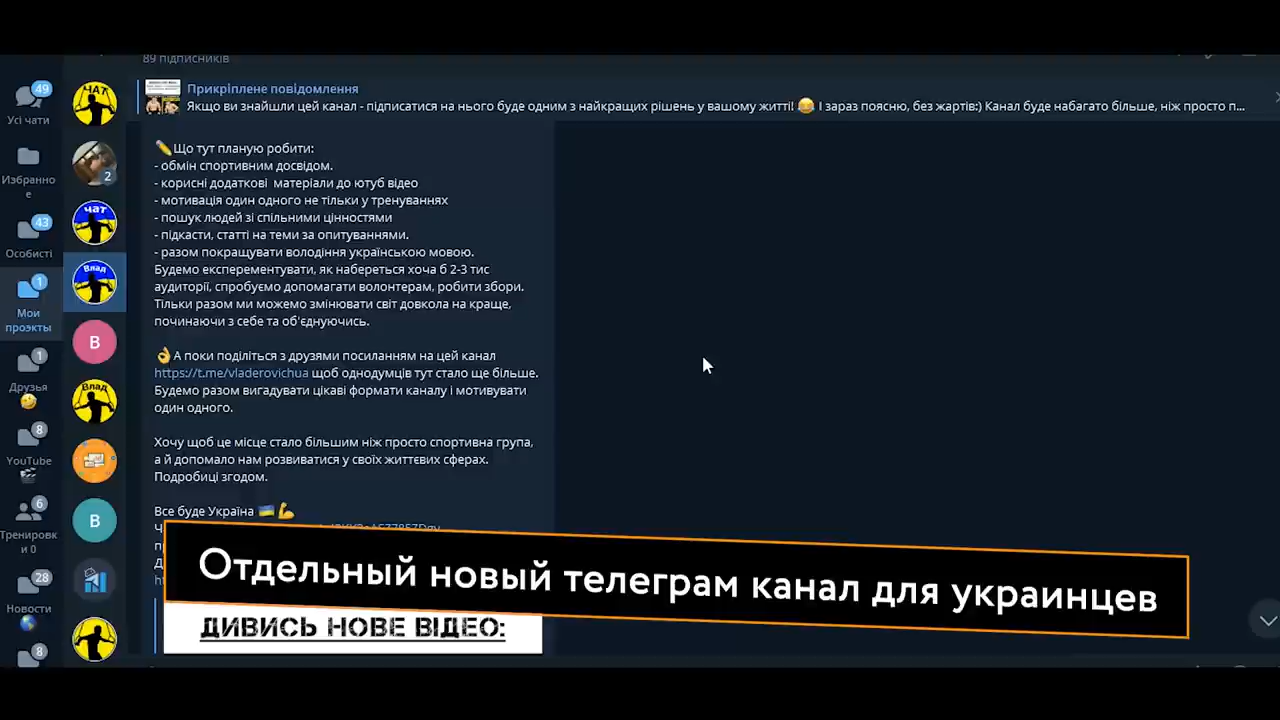 89 підписників
Прикріплене повідомлення
Якщо ви знайшли цей канал - підписатися на нього буде одним з найкращих рішень у вашому житті! 😂 І зараз поясню, без жартів:) Канал буде набагато більше, ніж просто п...
49
Усі чати
Избранно
е
43
Особисті
1
Мои
проэкты
1
Друзья
🤪
8
YouTube
🎬
6
Тренировк
и 0
28
Новости
🌎
8
ЧАТ
2
ЧАТ
Влад
В
Влад
В
✏️Що тут планую робити:
- обмін спортивним досвідом.
- корисні додаткові матеріали до ютуб відео
- мотивація один одного не тільки у тренуваннях
- пошук людей зі спільними цінностями
- підкасти, статті на теми за опитуваннями.
- разом покращувати володіння українською мовою.
Будемо експерементувати, як набереться хоча б 2-3 тис
аудиторії, спробуємо допомагати волонтерам, робити збори.
Тільки разом ми можемо змінювати світ довкола на краще,
починаючи з себе та об'єднуючись.
👌А поки поділіться з друзями посиланням на цей канал
https://t.me/vladerovichua щоб однодумців тут стало ще більше.
Будемо разом вигадувати цікаві формати каналу і мотивувати
один одного.
Хочу щоб це місце стало більшим ніж просто спортивна група,
а й допомало нам розвиватися у своїх життєвих сферах.
Подробиці згодом.
Все буде Україна 🇺🇦💪
Отдельный новый телеграм канал для украинцев
ДИВИСЬ НОВЕ ВІДЕО: